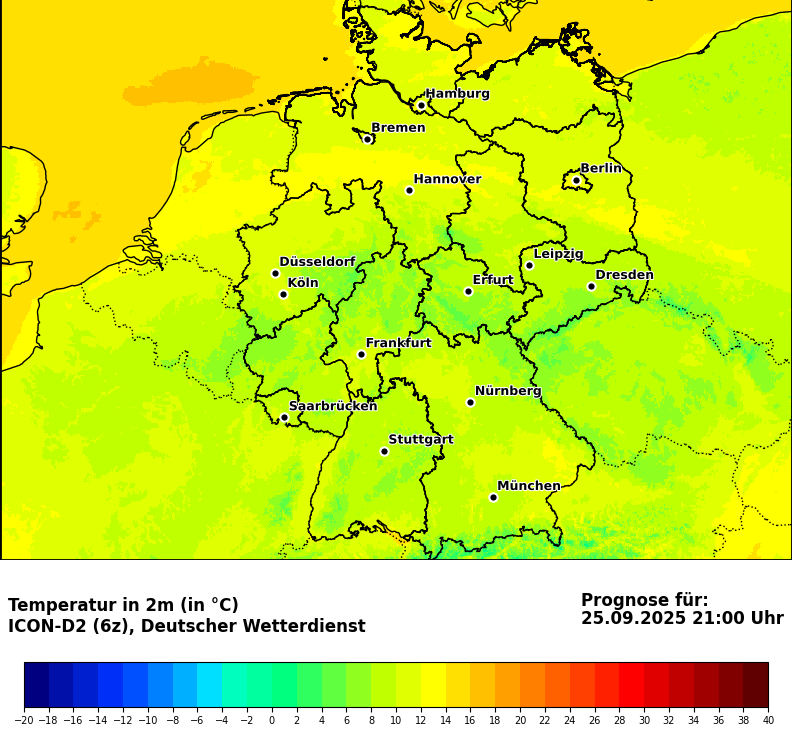 Hamburg
Bremen
Berlin
Hannover
Leipzig
Düsseldorf
Dresden
Köln
Erfurt
Frankfurt
Nürnberg
Saarbrücken
Stuttgart
München
Temperatur in 2m (in °C)
ICON-D2 (6z), Deutscher Wetterdienst
Prognose für:
25.09.2025 21:00 Uhr
−20 −18 −16 −14 −12 −10 −8 −6 −4 −2 0 2 4 6 8 10 12 14 16 18 20 22 24 26 28 30 32 34 36 38 40